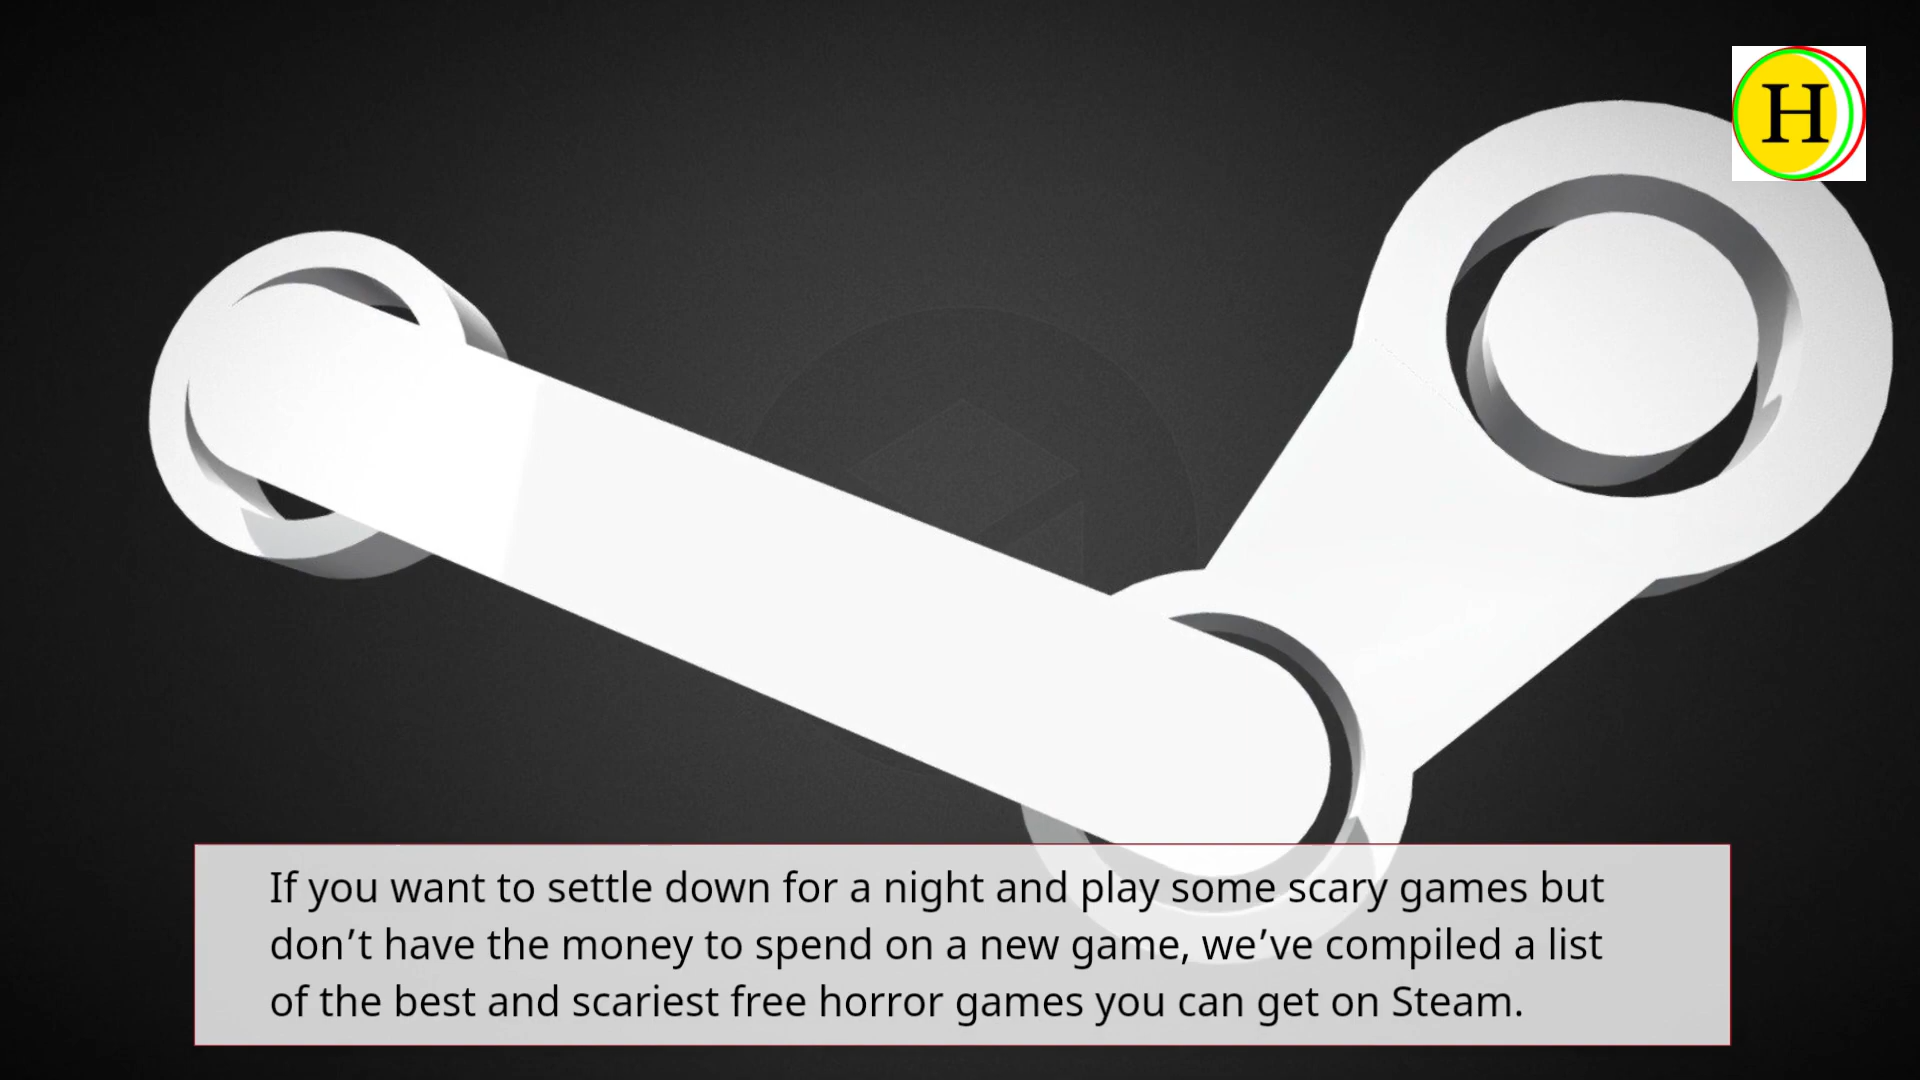 H
If you want to settle down for a night and play some scary games but
don’t have the money to spend on a new game, we’ve compiled a list
of the best and scariest free horror games you can get on Steam.